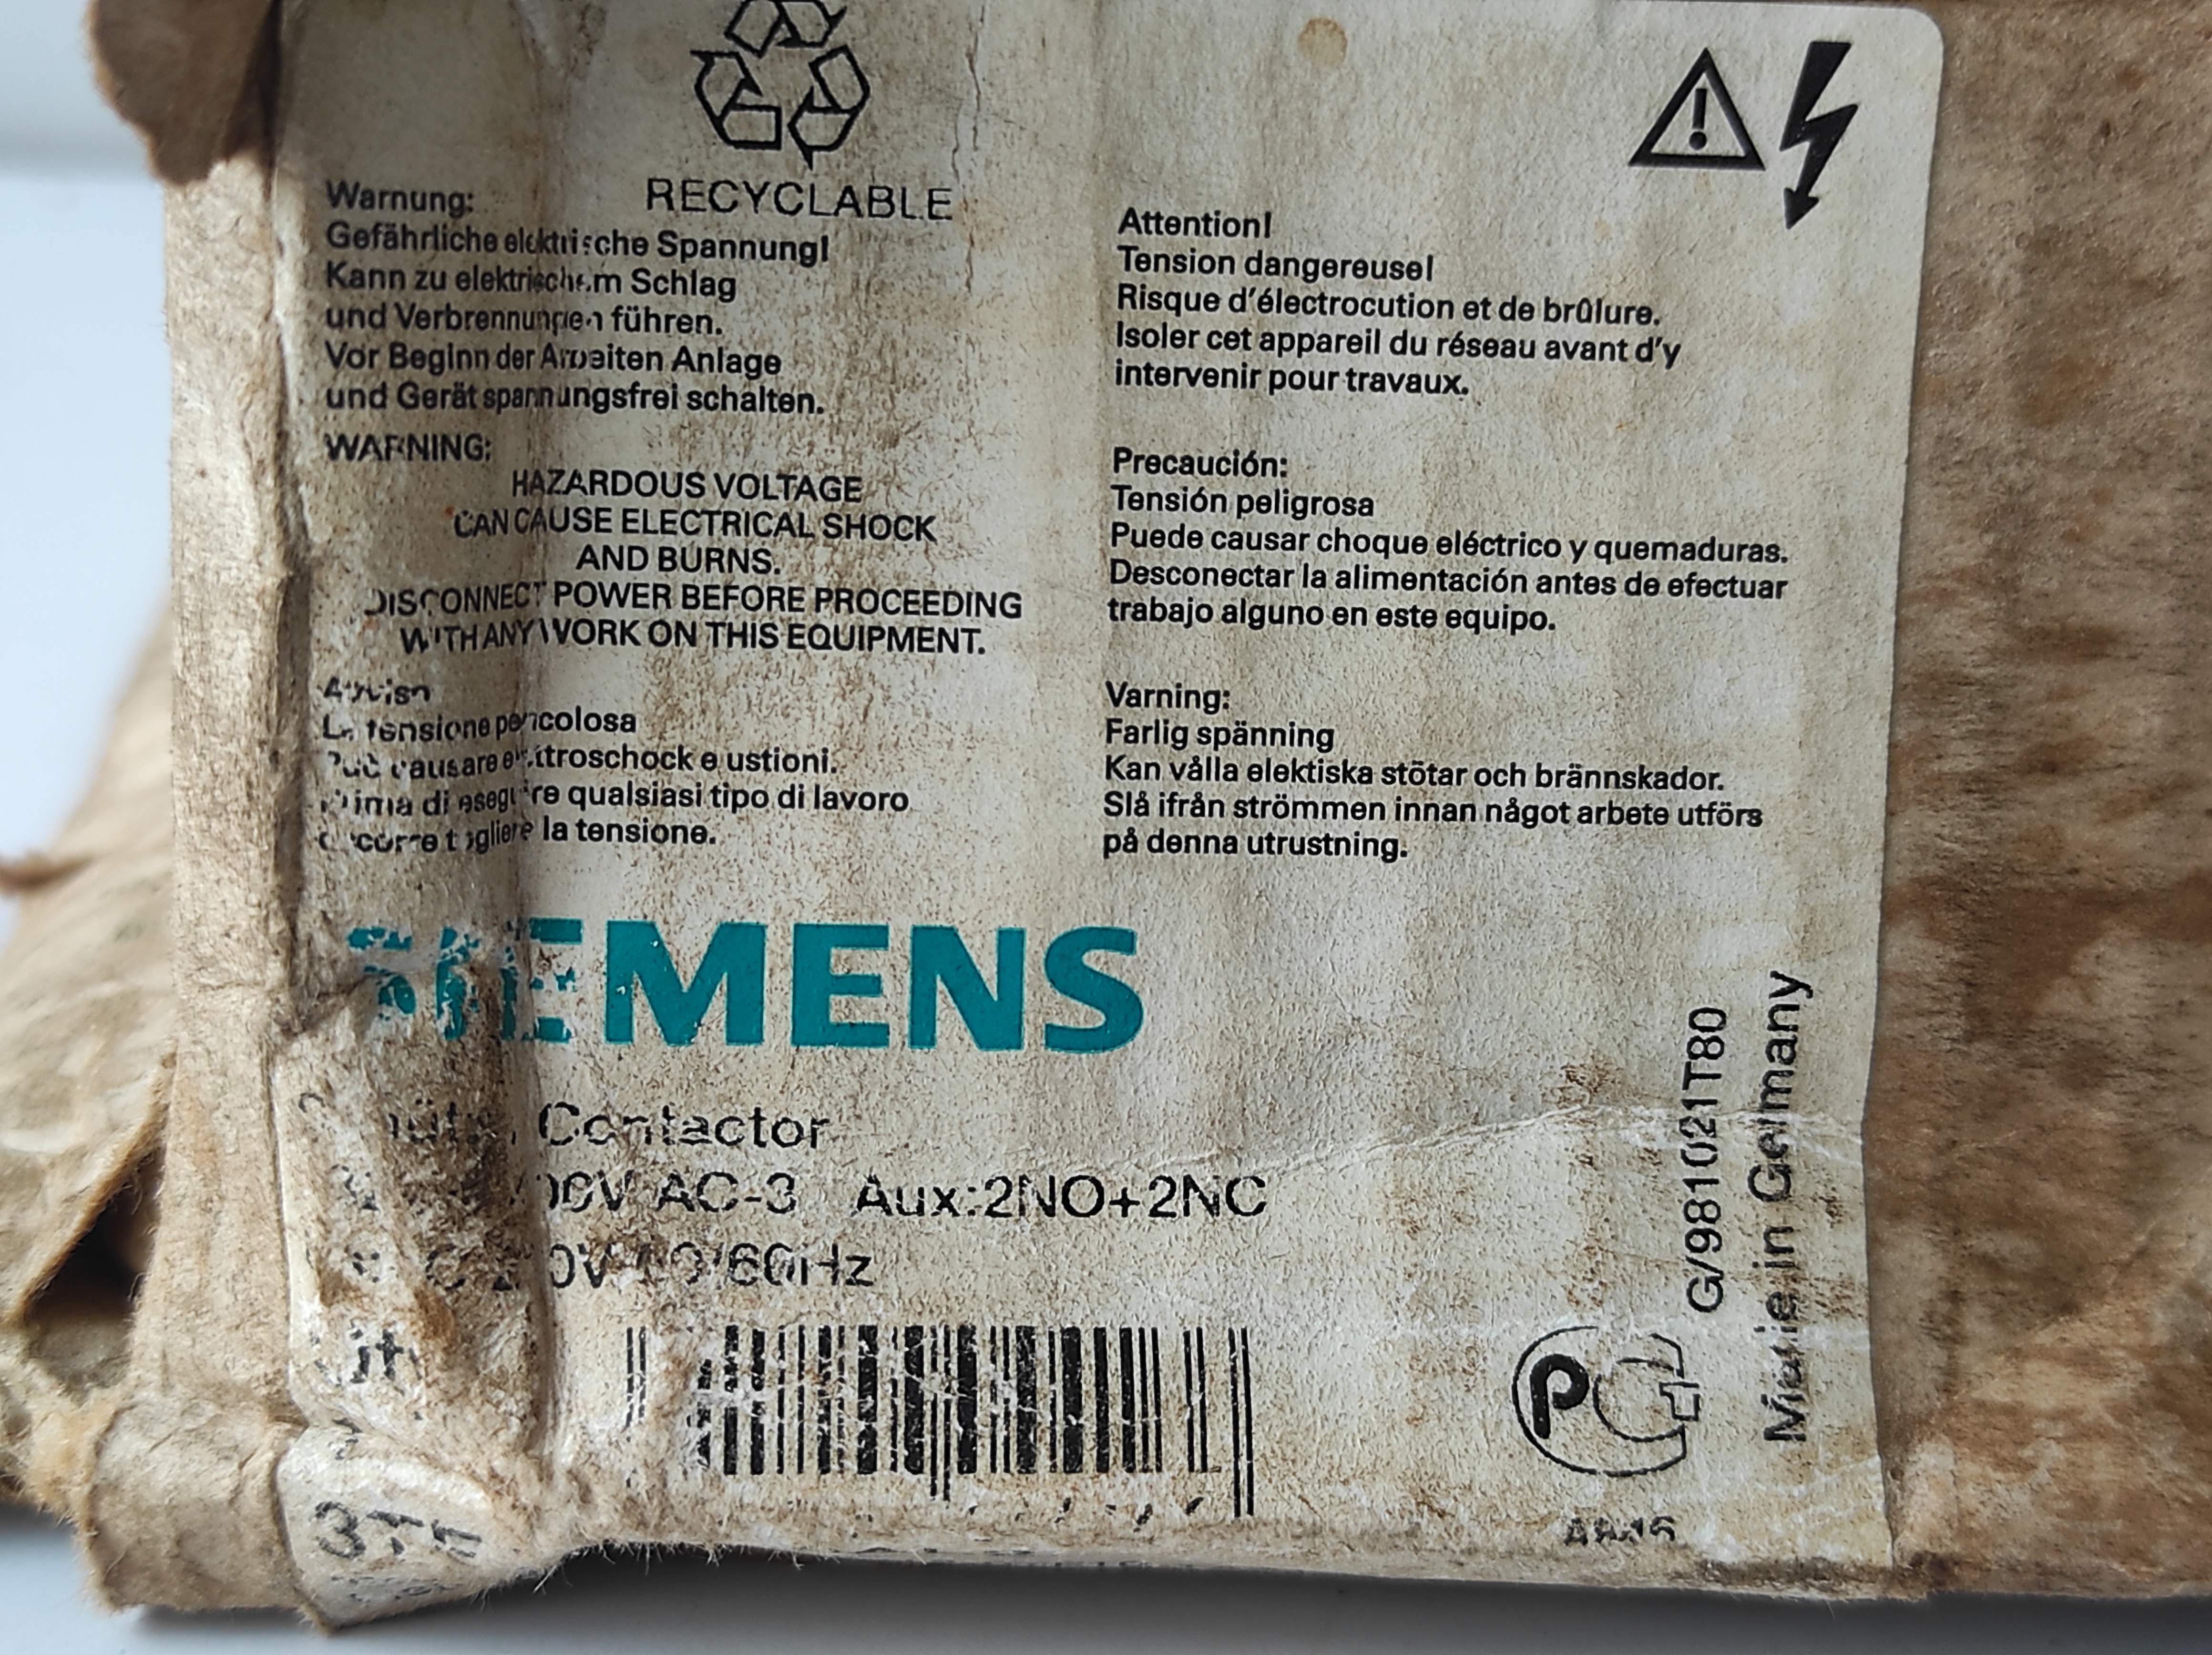 RECYCLABLE
Warnung:
Gefährliche elektrische Spannung!
Kann zu elektrischem Schlag
und Verbrennungen führen.
Vor Beginn der Arbeiten Anlage
und Gerät spannungsfrei schalten.
WARNING:
HAZARDOUS VOLTAGE
CAN CAUSE ELECTRICAL SHOCK
AND BURNS.
DISCONNECT POWER BEFORE PROCEEDING
WITH ANY WORK ON THIS EQUIPMENT.
La tensione pericolosa
Può causare elettroschock e ustioni.
Prima di eseguire qualsiasi tipo di lavoro
occorre togliere la tensione.
Attention!
Tension dangereuse!
Risque d'électrocution et de brûlure.
Isoler cet appareil du réseau avant d'y
intervenir pour travaux.
Precaución:
Tensión peligrosa
Puede causar choque eléctrico y quemaduras.
Desconectar la alimentación antes de efectuar
trabajo alguno en este equipo.
Varning:
Farlig spänning
Kan vålla elektiska stötar och brännskador.
Slå ifrån strömmen innan något arbete utförs
på denna utrustning.
SIEMENS
Contactor
AC-3 Aux:2NO+2NC
G/981021T80
Made in Germany